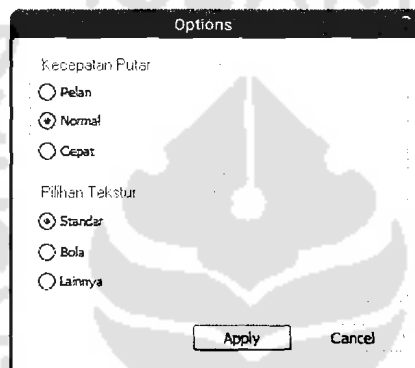 Options
Kecepatan Putar
Pelan
Normal
Cepat
Pilihan Tekstur
Standar
Bola
Lainnya
Apply Cancel